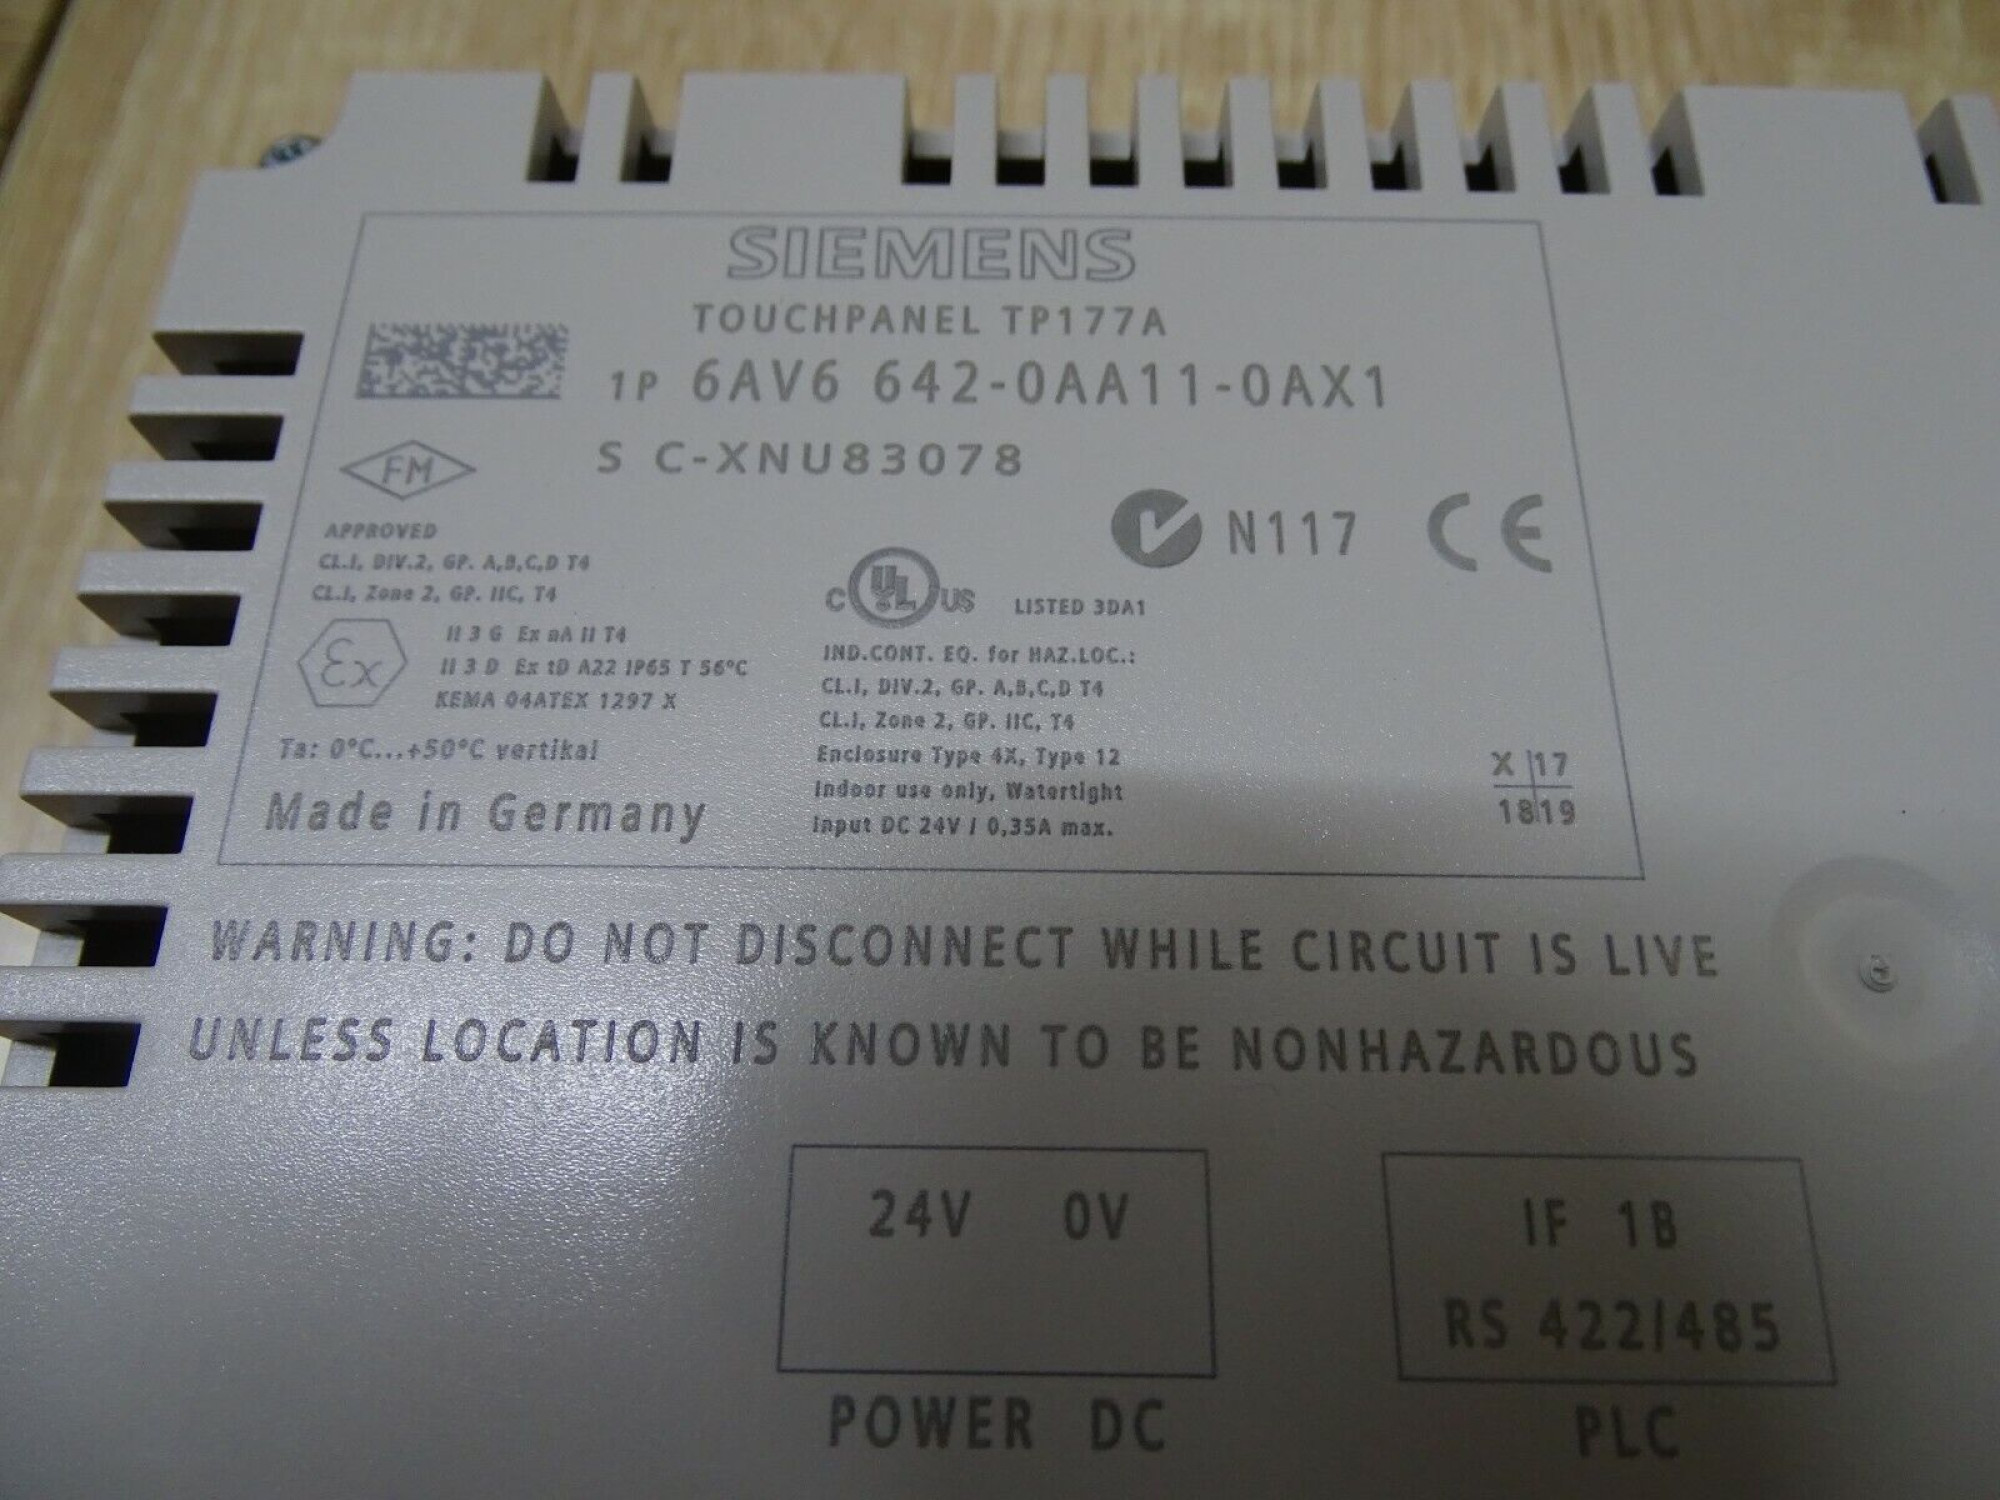 SIEMENS
TOUCHPANEL TP177A
1P 6AV6 642-0AA11-0AX1
S C-XNU83078
FM
APPROVED
CL.I, DIV.2, GP. A,B,C,D T4
CL.I, Zone 2, GP. IIC, T4
N117 CE
C UL US LISTED 3DA1
Ex
II 3 G Ex nA II T4
II 3 D Ex tD A22 IP65 T 56°C
KEMA 04ATEX 1297 X
IND.CONT. EQ. for HAZ.LOC.:
CL.I, DIV.2, GP. A,B,C,D T4
CL.I, Zone 2, GP. IIC, T4
Enclosure Type 4X, Type 12
Indoor use only, Watertight
Input DC 24V / 0,35A max.
Ta: 0°C...+50°C vertikal
Made in Germany
X 17
18 19
WARNING: DO NOT DISCONNECT WHILE CIRCUIT IS LIVE
UNLESS LOCATION IS KNOWN TO BE NONHAZARDOUS
24V 0V
POWER DC
IF 1B
RS 422/485
PLC